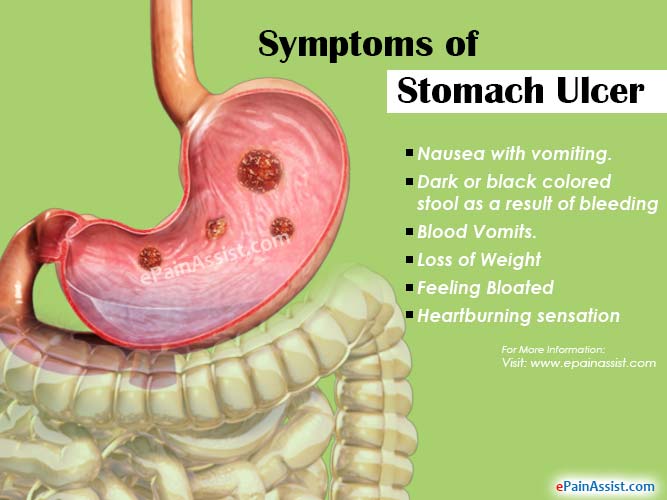 Symptoms of
Stomach Ulcer
Nausea with vomiting.
Dark or black colored
stool as a result of bleeding
Blood Vomits.
Loss of Weight
Feeling Bloated
Heartburning sensation
For More Information:
Visit: www.epainassist.com
ePainAssist.com
ePainAssist.com